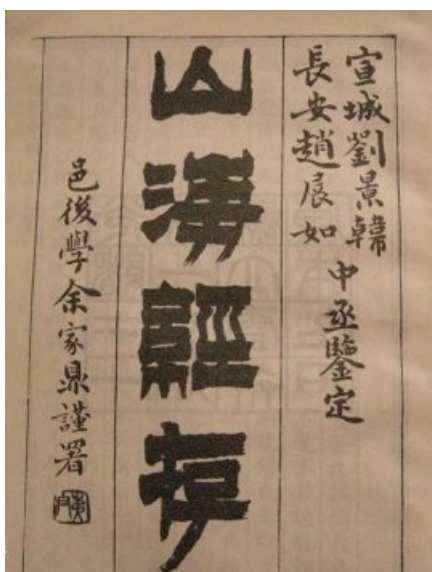 宣城劉景韓
長安趙展如
中丞鑒定
山海經存
邑後學余家鼎謹署